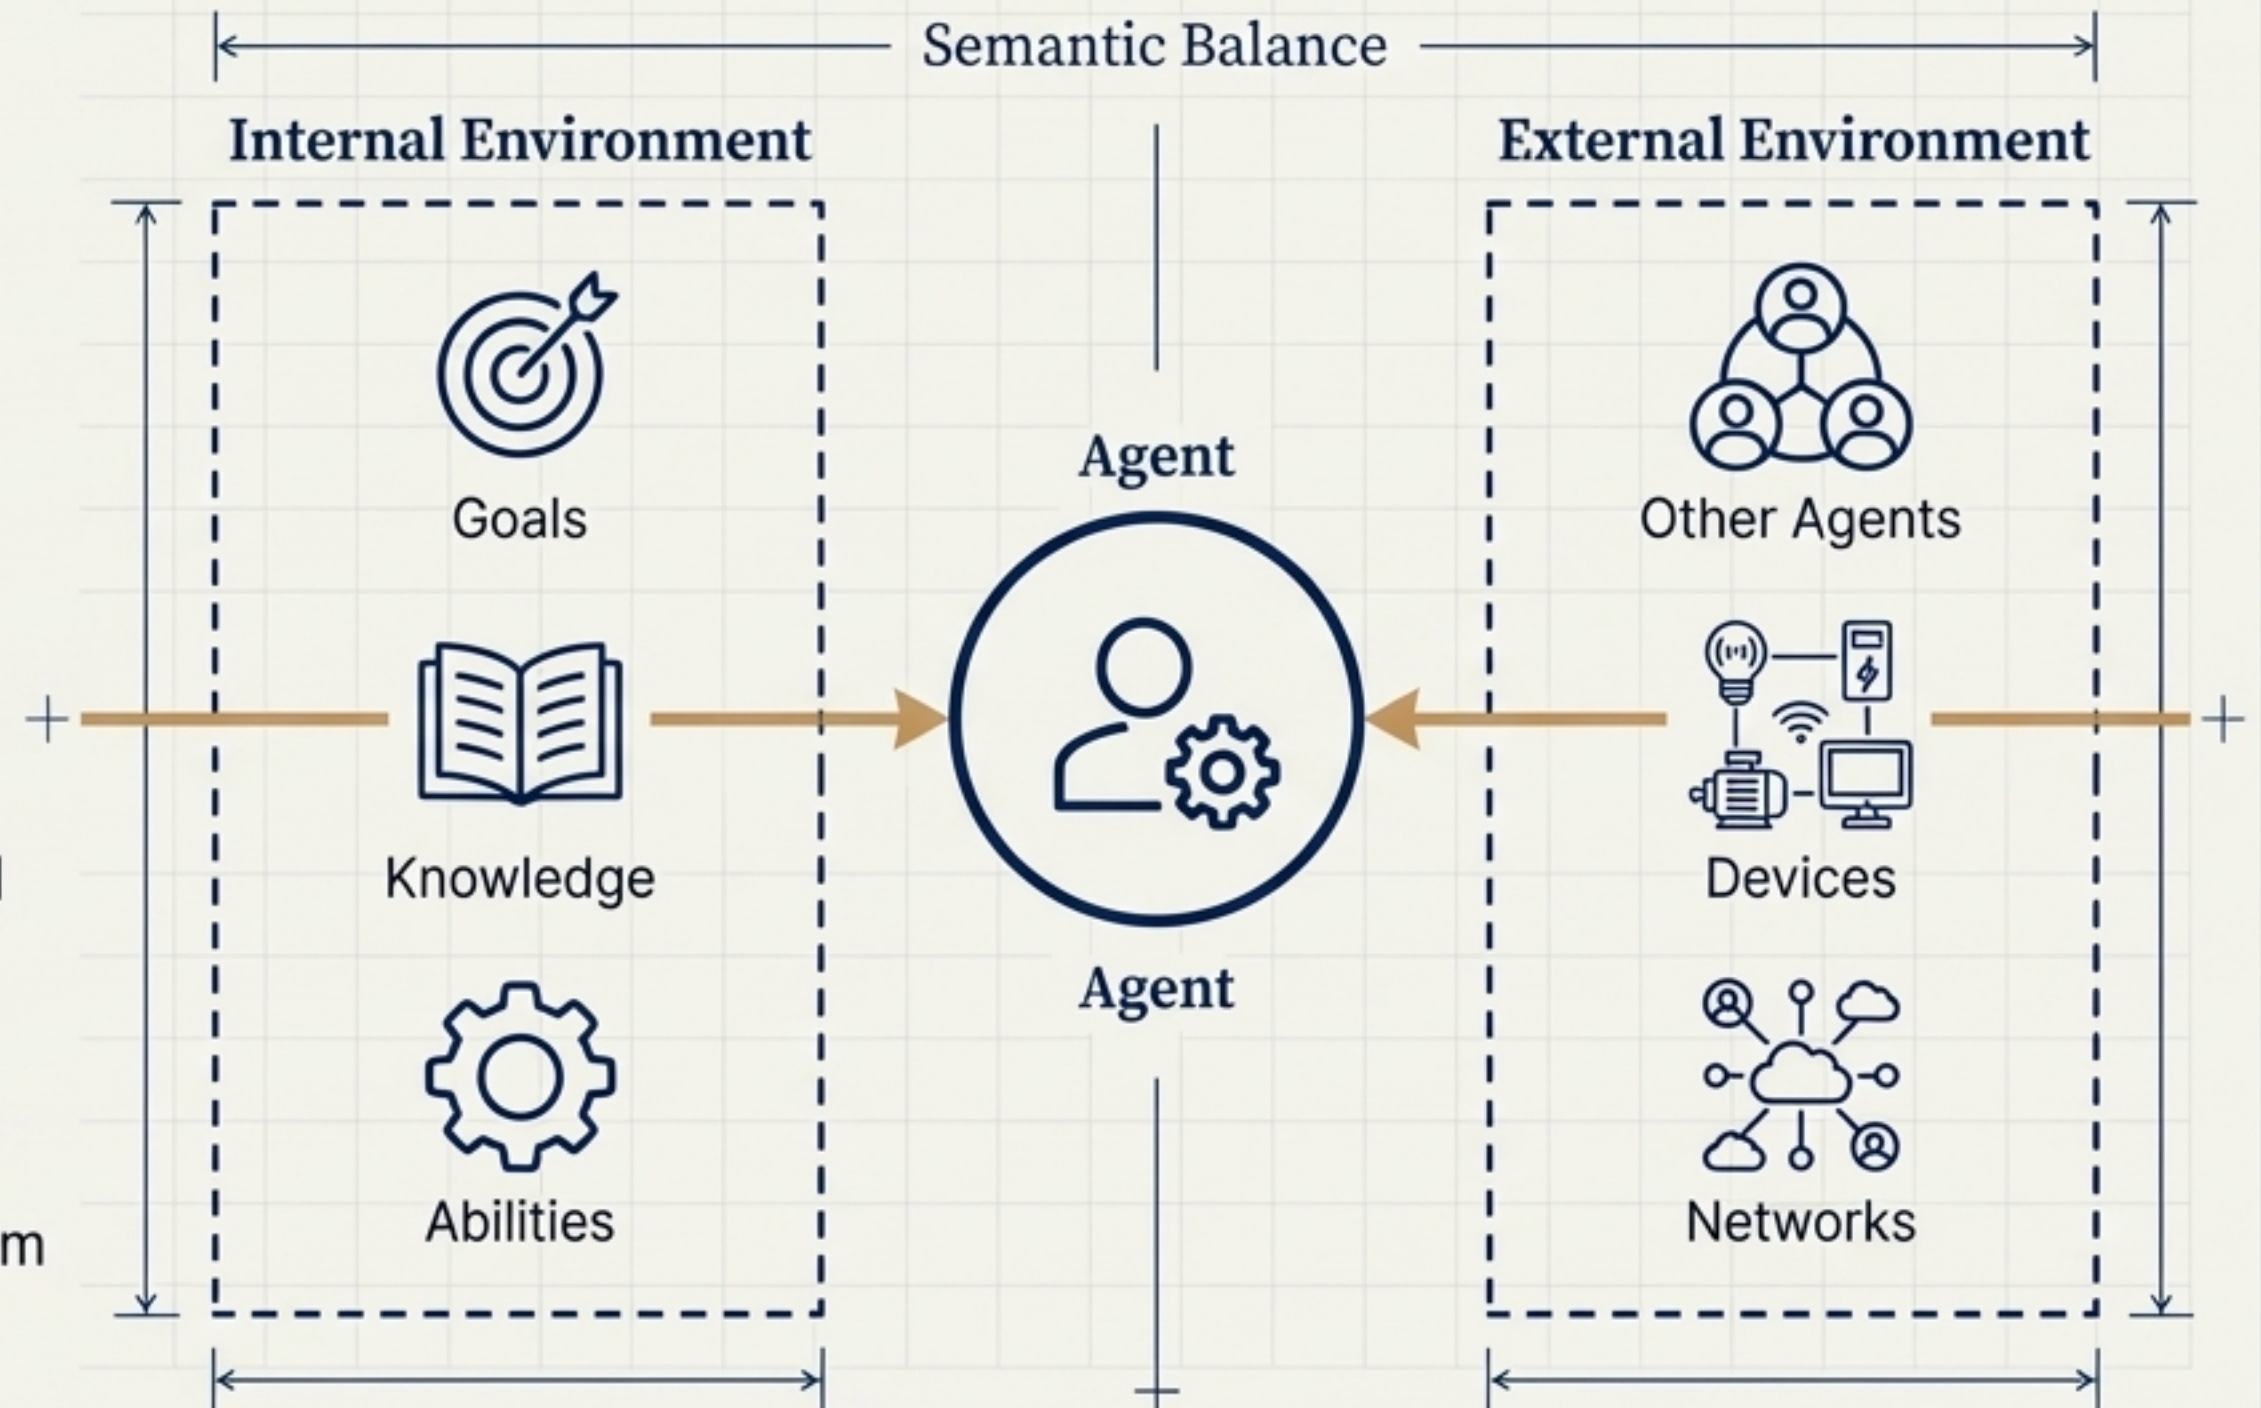 Semantic Balance
Internal Environment
External Environment
Agent
Goals
Other Agents
Knowledge
Devices
Agent
Abilities
Networks
m